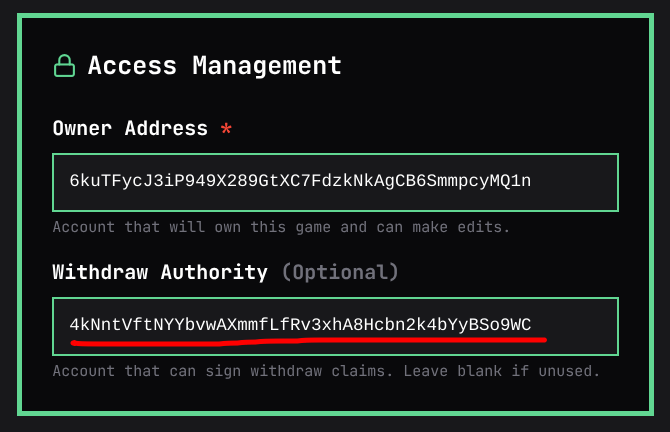 Access Management
Owner Address *
6kuTFycJ3iP949X289GtXC7FdzkNkAgCB6SmmpcyMQ1n
Account that will own this game and can make edits.
Withdraw Authority (Optional)
4kNntVftNYYbvwAXmmfLfRv3xhA8Hcbn2k4bYyBSo9WC
Account that can sign withdraw claims. Leave blank if unused.